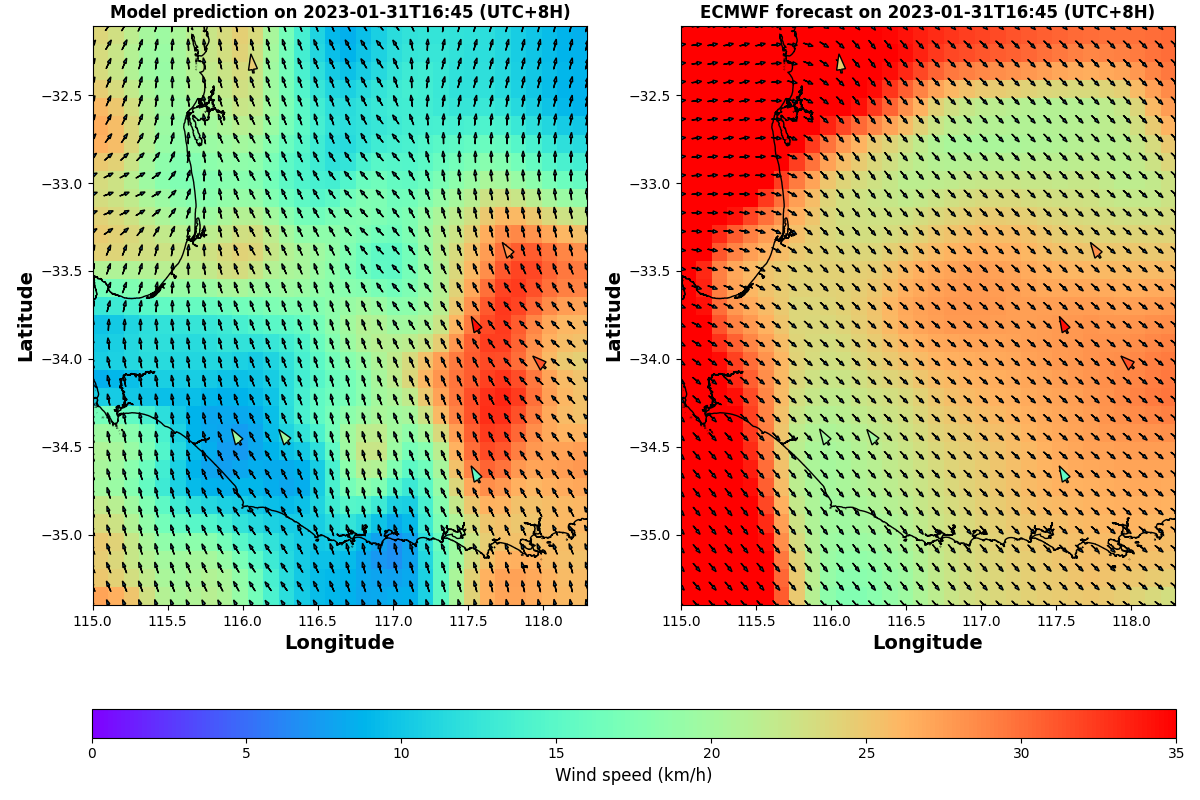 Model prediction on 2023-01-31T16:45 (UTC+8H)
ECMWF forecast on 2023-01-31T16:45 (UTC+8H)
Latitude
−32.5
−33.0
−33.5
−34.0
−34.5
−35.0
115.0 115.5 116.0 116.5 117.0 117.5 118.0
Longitude
Latitude
−32.5
−33.0
−33.5
−34.0
−34.5
−35.0
115.0 115.5 116.0 116.5 117.0 117.5 118.0
Longitude
0 5 10 15 20 25 30 35
Wind speed (km/h)